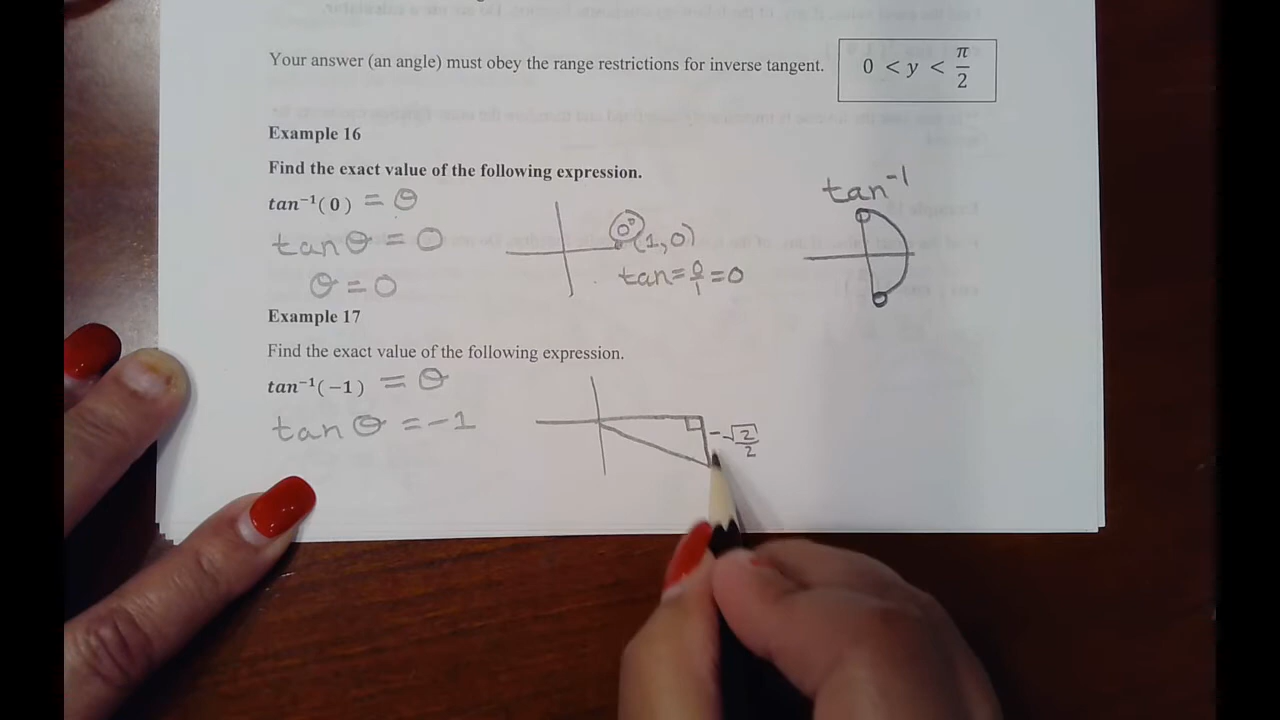 Your answer (an angle) must obey the range restrictions for inverse tangent.
0 < y < π/2
Example 16
Find the exact value of the following expression.
tan⁻¹(0) = θ
tan θ = 0
θ = 0
0°
(1, 0)
tan = 0/1 = 0
tan⁻¹
Example 17
Find the exact value of the following expression.
tan⁻¹(−1) = θ
tan θ = −1
−√2/2